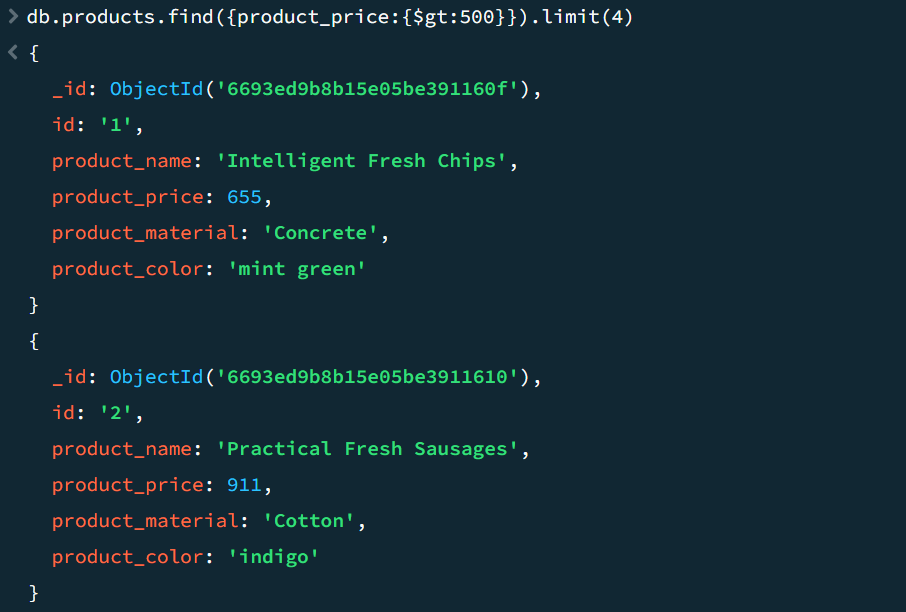 > db.products.find({product_price:{$gt:500}}).limit(4)
< {
_id: ObjectId('6693ed9b8b15e05be391160f'),
id: '1',
product_name: 'Intelligent Fresh Chips',
product_price: 655,
product_material: 'Concrete',
product_color: 'mint green'
}
{
_id: ObjectId('6693ed9b8b15e05be3911610'),
id: '2',
product_name: 'Practical Fresh Sausages',
product_price: 911,
product_material: 'Cotton',
product_color: 'indigo'
}